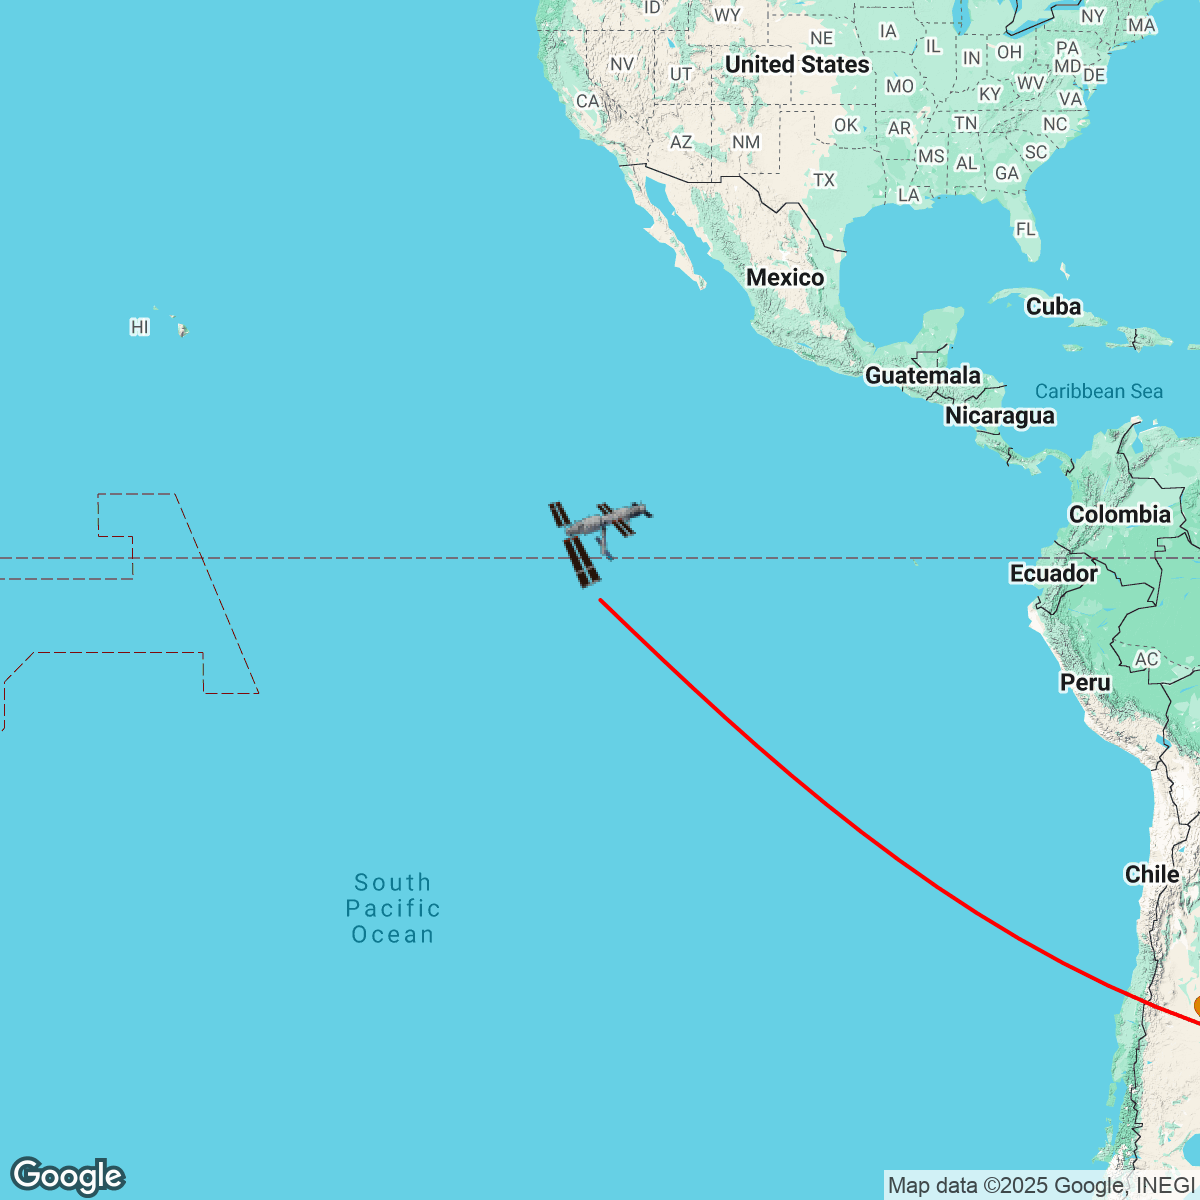 ID
WY
NE
IA
NY
MA
NV
UT
United States
IL
IN
OH
PA
MD
DE
CA
MO
KY
WV
VA
AZ
NM
OK
AR
TN
NC
MS
AL
SC
GA
TX
LA
FL
Mexico
Cuba
HI
Guatemala
Caribbean Sea
Nicaragua
Colombia
Ecuador
AC
Peru
Chile
South
Pacific
Ocean
Google
Map data ©2025 Google, INEGI